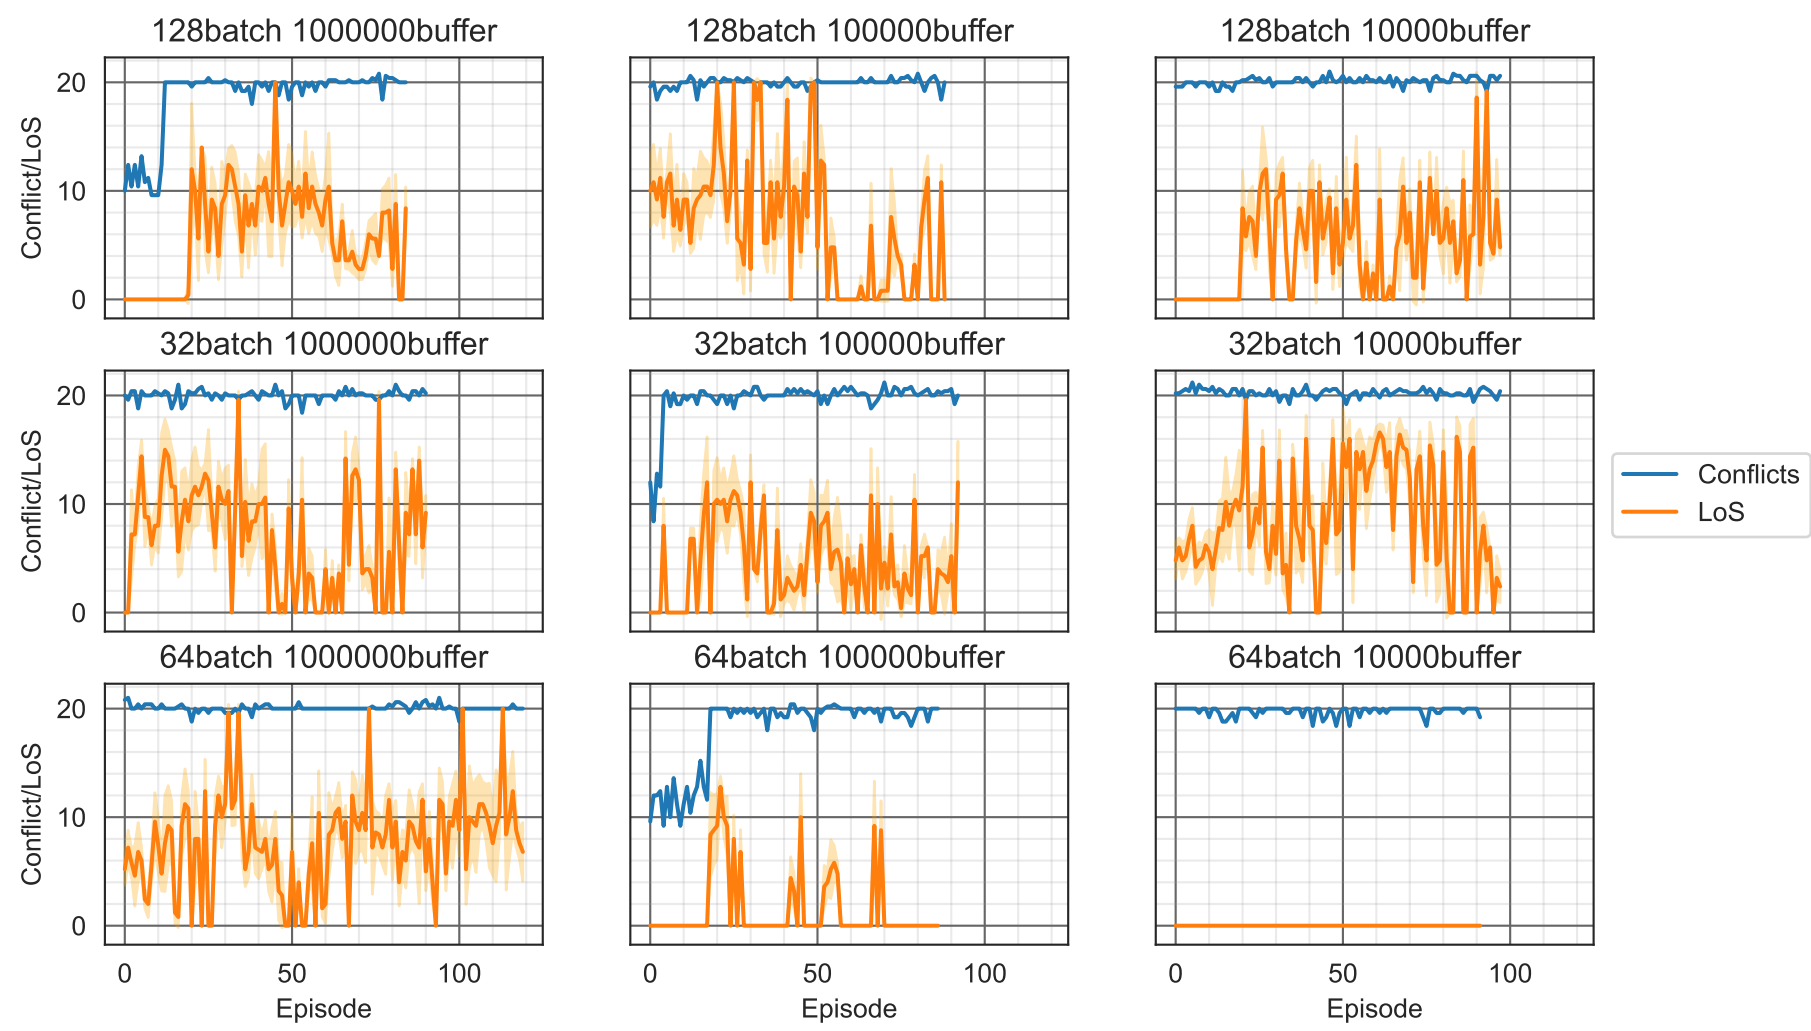 128batch 1000000buffer
128batch 100000buffer
128batch 10000buffer
Conflict/LoS
20
10
0
32batch 1000000buffer
32batch 100000buffer
32batch 10000buffer
Conflict/LoS
20
10
0
Conflicts
LoS
64batch 1000000buffer
64batch 100000buffer
64batch 10000buffer
Conflict/LoS
20
10
0
0 50 100
0 50 100
0 50 100
Episode
Episode
Episode